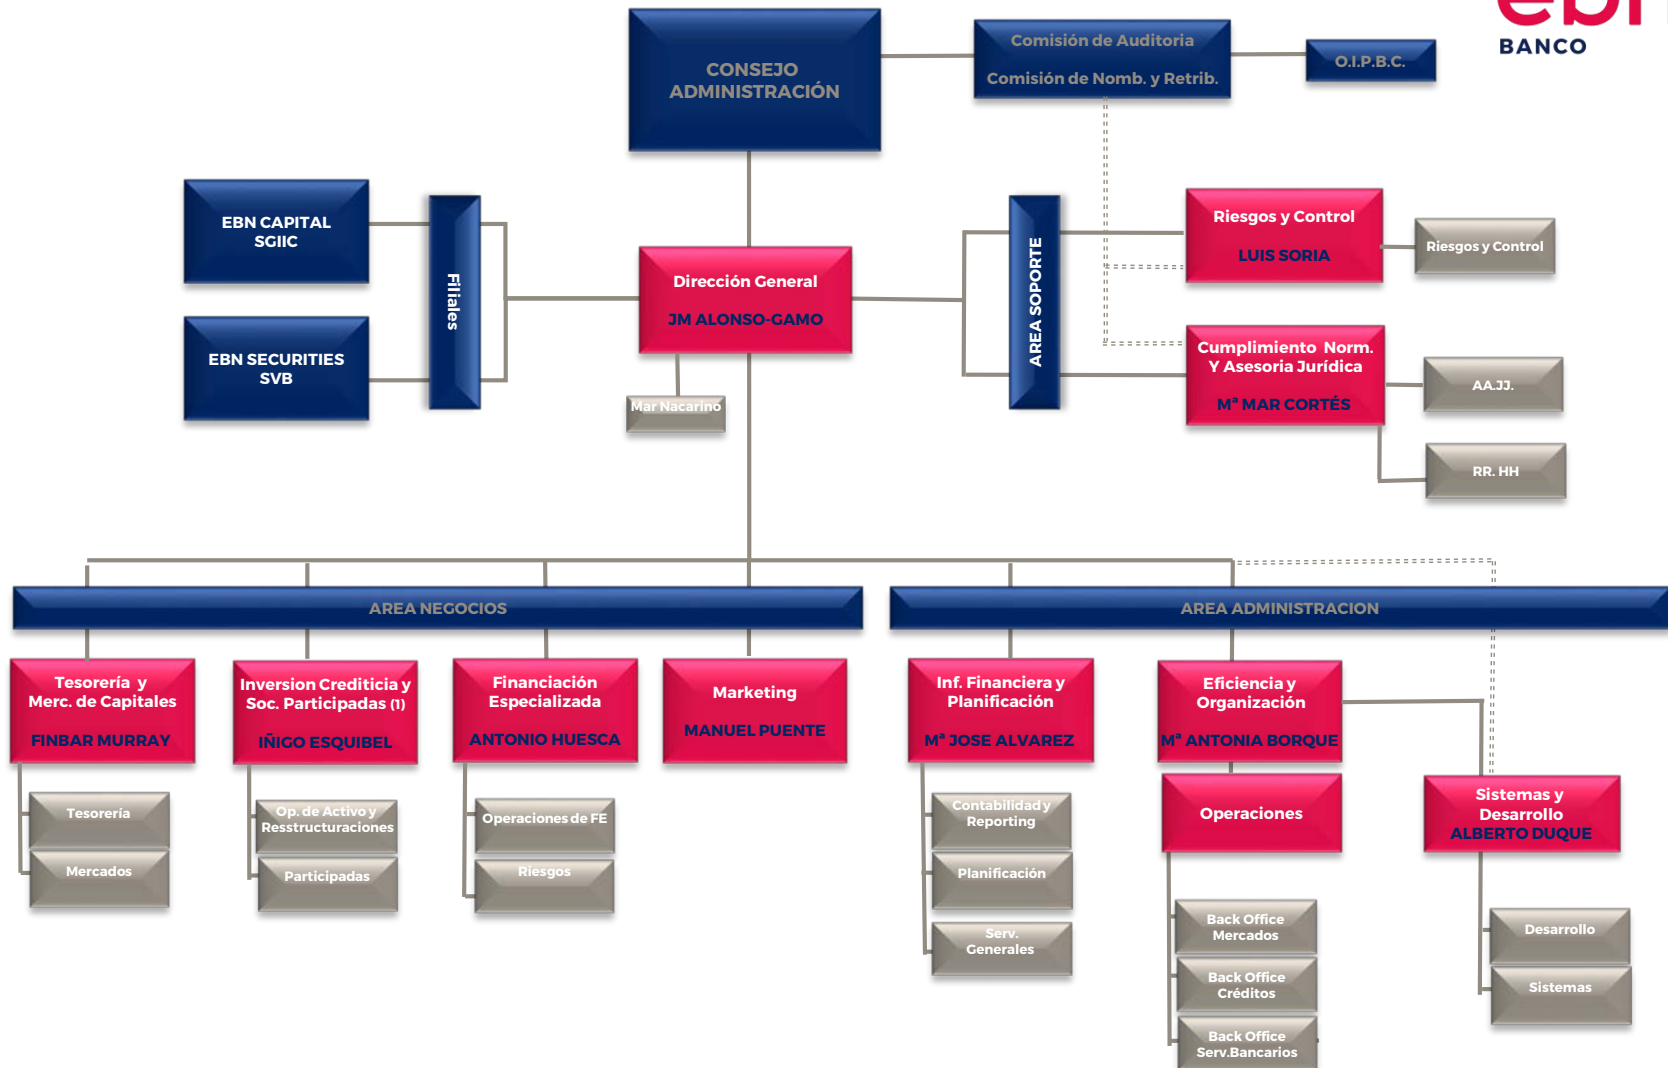 ebn
BANCO
CONSEJO
ADMINISTRACIÓN
Comisión de Auditoria
Comisión de Nomb. y Retrib.
O.I.P.B.C.
EBN CAPITAL
SGIIC
EBN SECURITIES
SVB
Filiales
Dirección General
JM ALONSO-GAMO
Mar Nacarino
AREA SOPORTE
Riesgos y Control
LUIS SORIA
Riesgos y Control
Cumplimiento Norm.
Y Asesoria Jurídica
Mª MAR CORTÉS
AA.JJ.
RR. HH
AREA NEGOCIOS
AREA ADMINISTRACION
Tesorería y
Merc. de Capitales
FINBAR MURRAY
Tesorería
Mercados
Inversion Crediticia y
Soc. Participadas (1)
IÑIGO ESQUIBEL
Op. de Activo y
Resstructuraciones
Participadas
Financiación
Especializada
ANTONIO HUESCA
Operaciones de FE
Riesgos
Marketing
MANUEL PUENTE
Inf. Financiera y
Planificación
Mª JOSE ALVAREZ
Contabilidad y
Reporting
Planificación
Serv.
Generales
Eficiencia y
Organización
Mª ANTONIA BORQUE
Operaciones
Back Office
Mercados
Back Office
Créditos
Back Office
Serv.Bancarios
Sistemas y
Desarrollo
ALBERTO DUQUE
Desarrollo
Sistemas